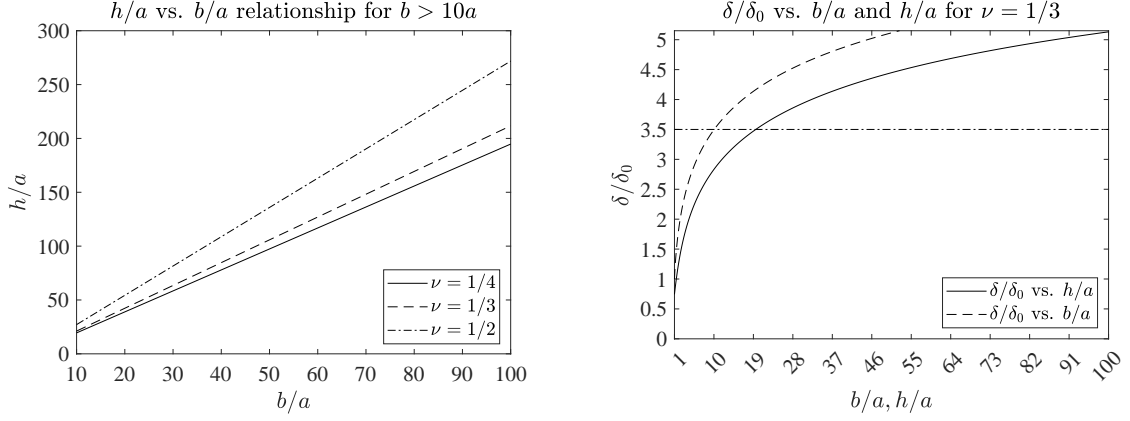 h/a vs. b/a relationship for b > 10a
300
250
200
150
100
50
0
h/a
10 20 30 40 50 60 70 80 90 100
b/a
ν = 1/4
ν = 1/3
ν = 1/2
δ/δ₀ vs. b/a and h/a for ν = 1/3
5
4.5
4
3.5
3
2.5
2
1.5
1
0.5
0
δ/δ₀
1 10 19 28 37 46 55 64 73 82 91 100
b/a, h/a
δ/δ₀ vs. h/a
δ/δ₀ vs. b/a